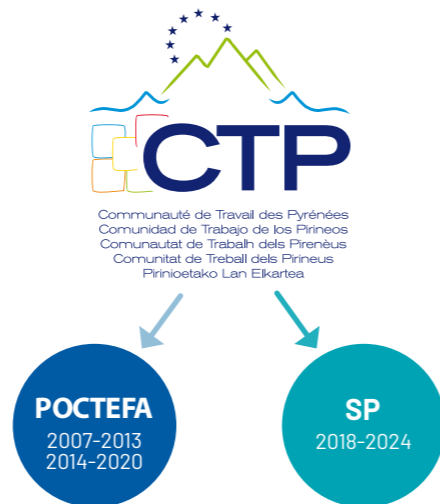 CTP
Communauté de Travail des Pyrénées
Comunidad de Trabajo de los Pirineos
Comunautat de Trabalh dels Pirenèus
Comunitat de Treball dels Pirineus
Pirinioetako Lan Elkartea
POCTEFA
2007-2013
2014-2020
SP
2018-2024